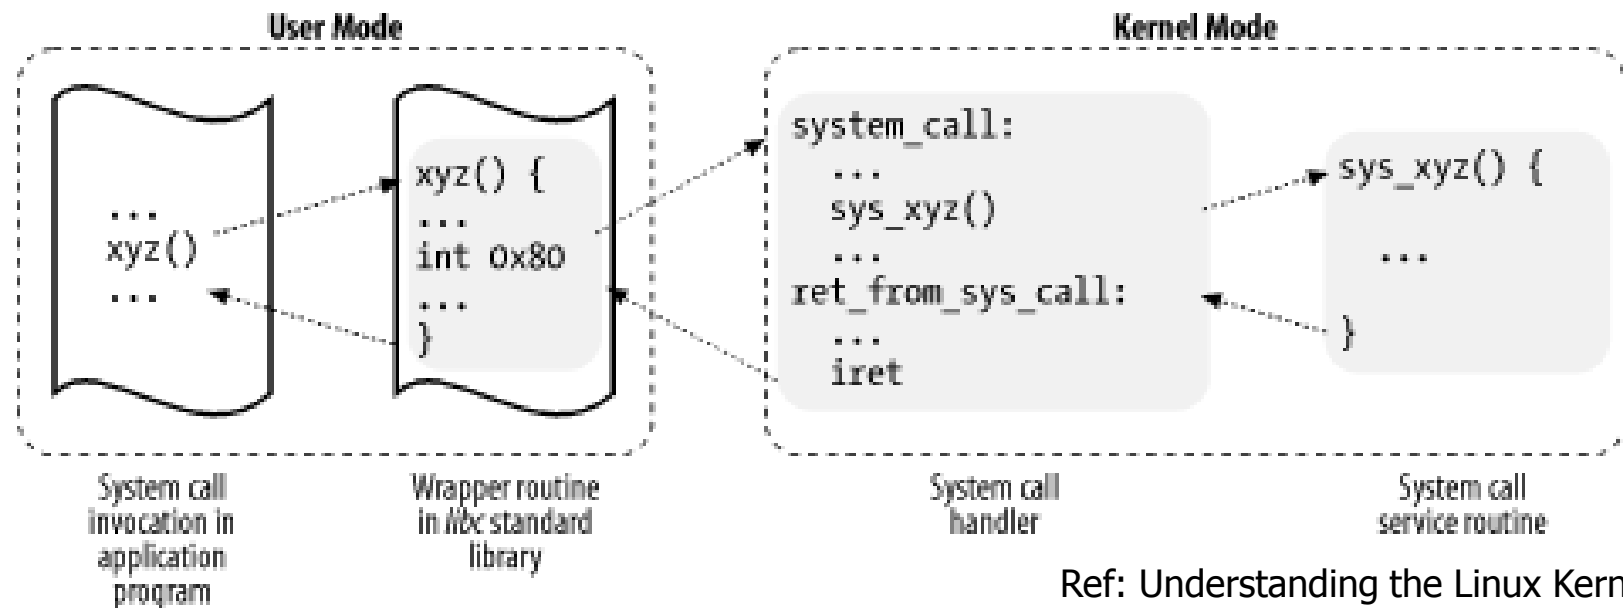 User Mode
Kernel Mode
...
xyz()
...
xyz() {
...
int 0x80
...
}
system_call:
...
sys_xyz()
...
ret_from_sys_call:
...
iret
sys_xyz() {
...
}
System call
invocation in
application
program
Wrapper routine
in libc standard
library
System call
handler
System call
service routine
Ref: Understanding the Linux Kern